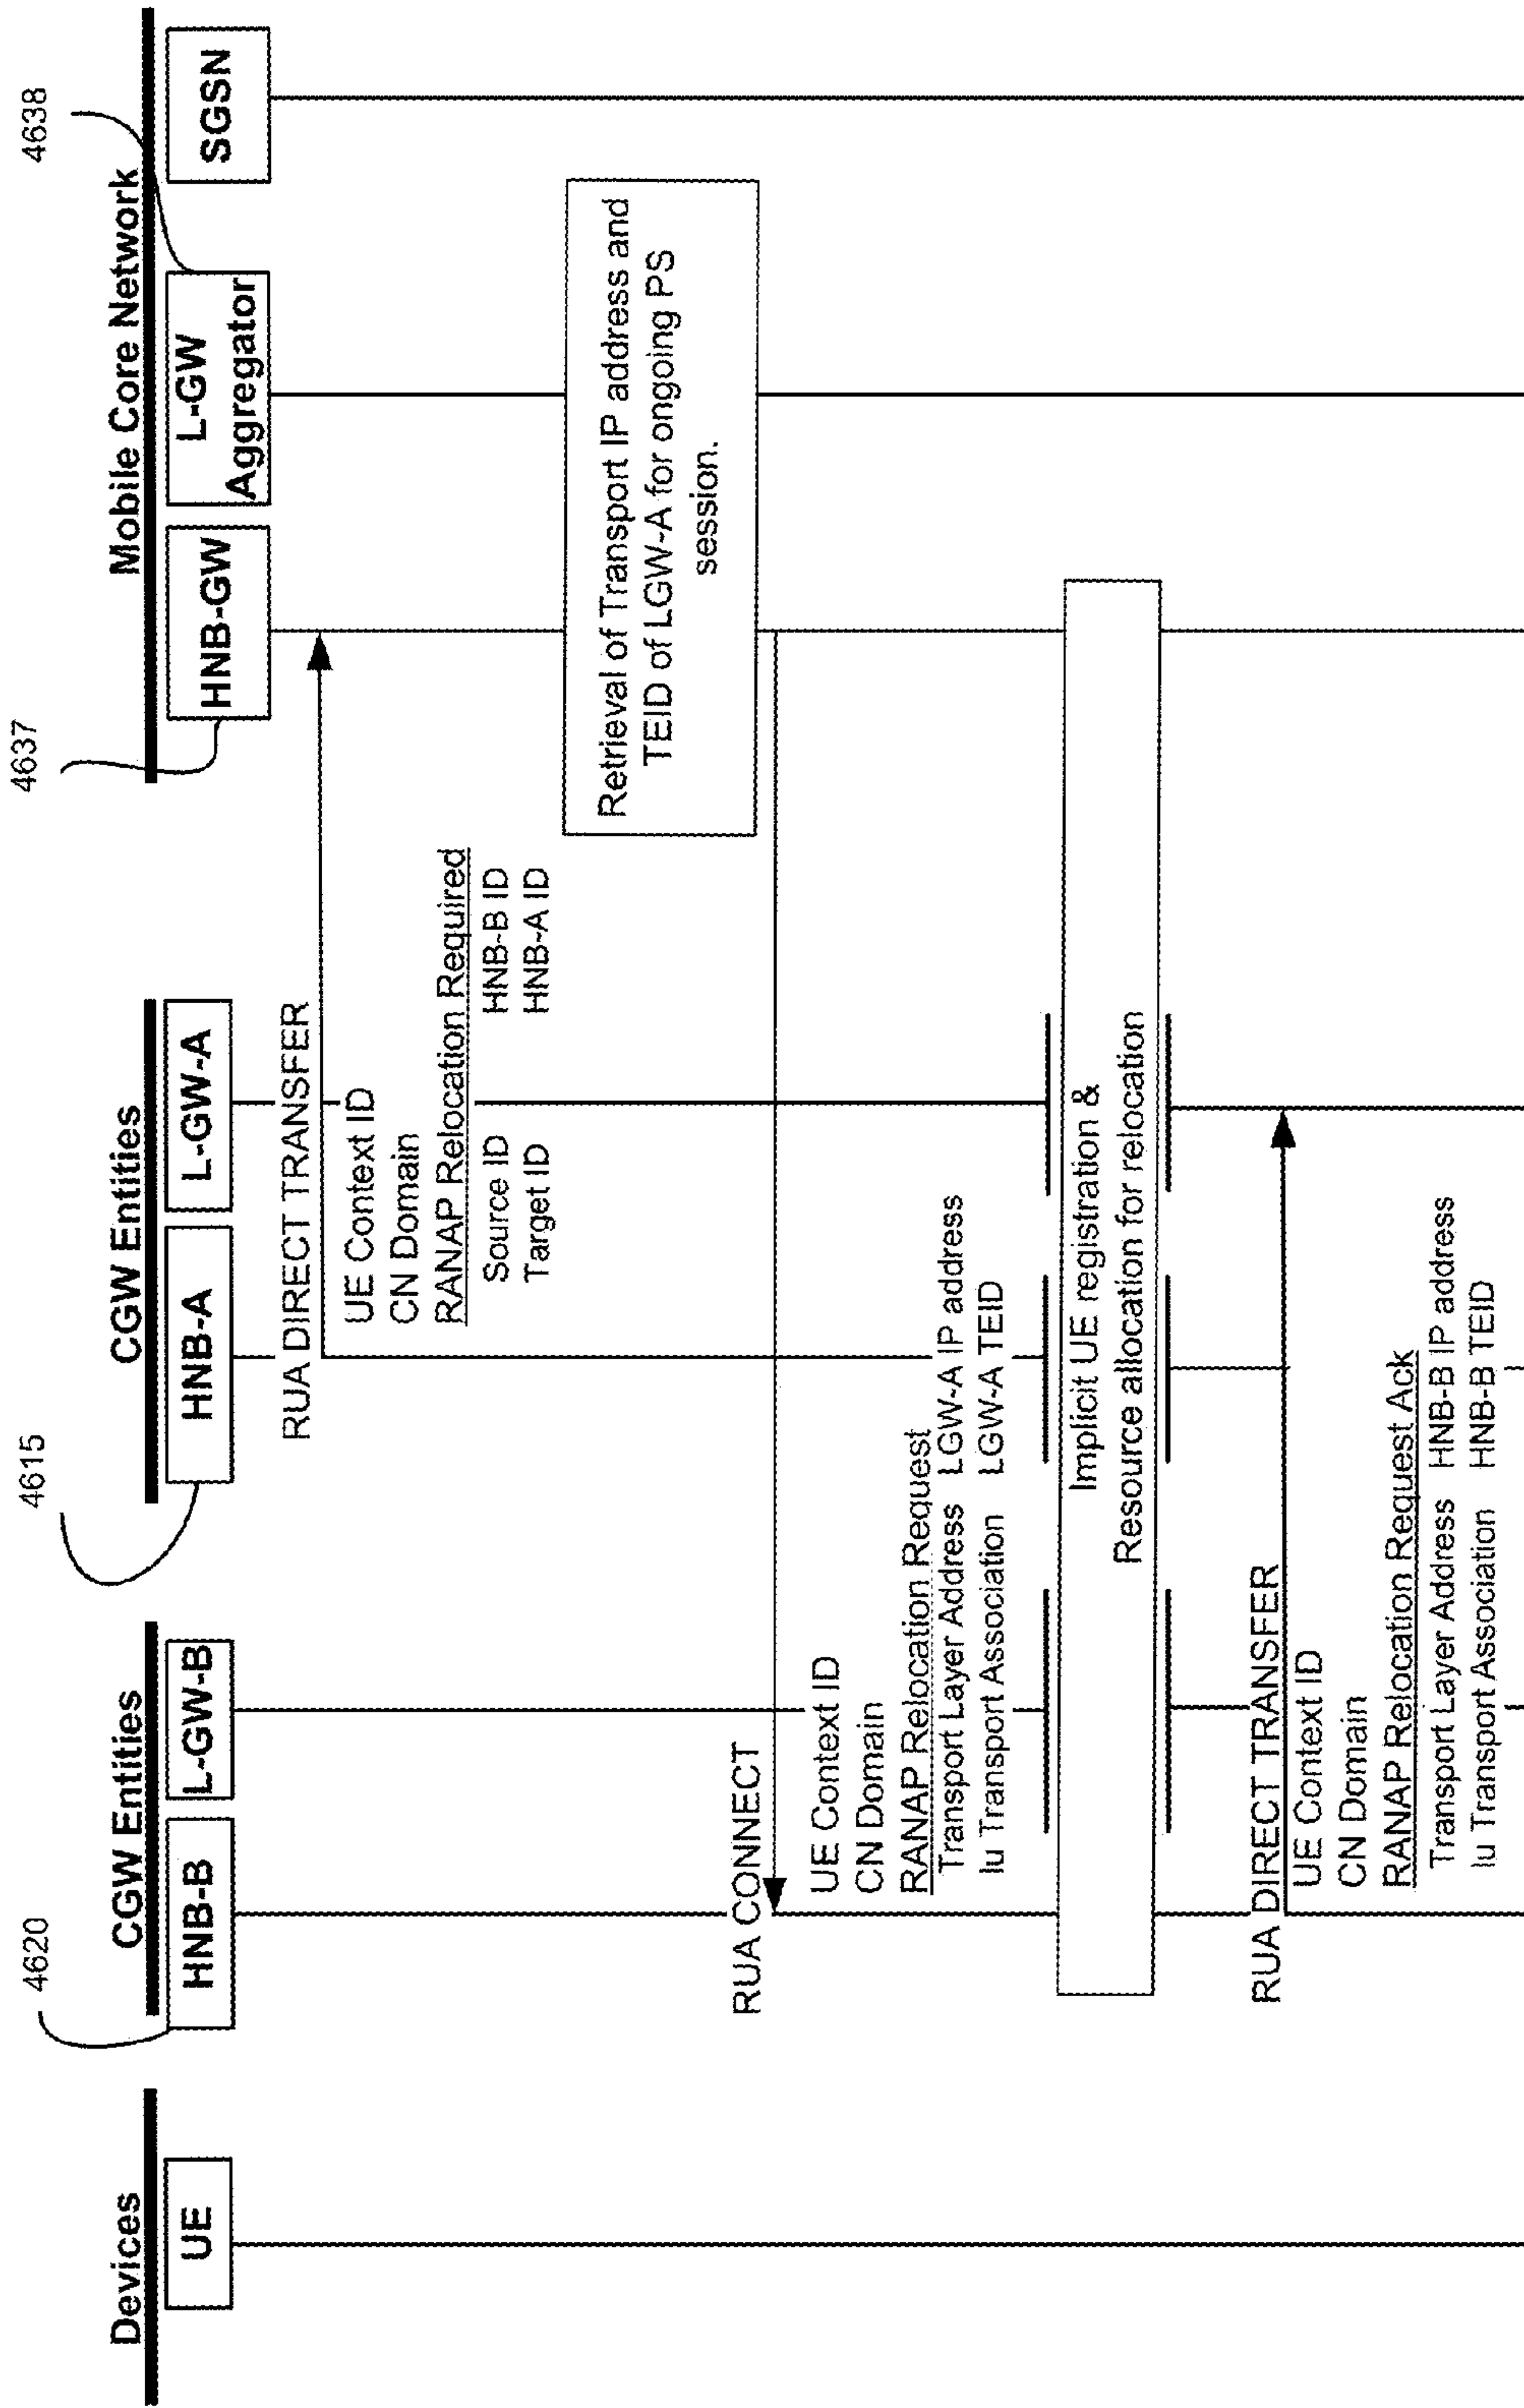 4620
4615
4637
4638
Devices
CGW Entities
CGW Entities
Mobile Core Network
UE
HNB-B
L-GW-B
HNB-A
L-GW-A
HNB-GW
L-GW
Aggregator
SGSN
RUA DIRECT TRANSFER
UE Context ID
CN Domain
RANAP Relocation Required
Source ID HNB-B ID
Target ID HNB-A ID
Retrieval of Transport IP address and
TEID of LGW-A for ongoing PS
session.
RUA CONNECT
UE Context ID
CN Domain
RANAP Relocation Request
Transport Layer Address LGW-A IP address
Iu Transport Association LGW-A TEID
Implicit UE registration &
Resource allocation for relocation
RUA DIRECT TRANSFER
UE Context ID
CN Domain
RANAP Relocation Request Ack
Transport Layer Address HNB-B IP address
Iu Transport Association HNB-B TEID